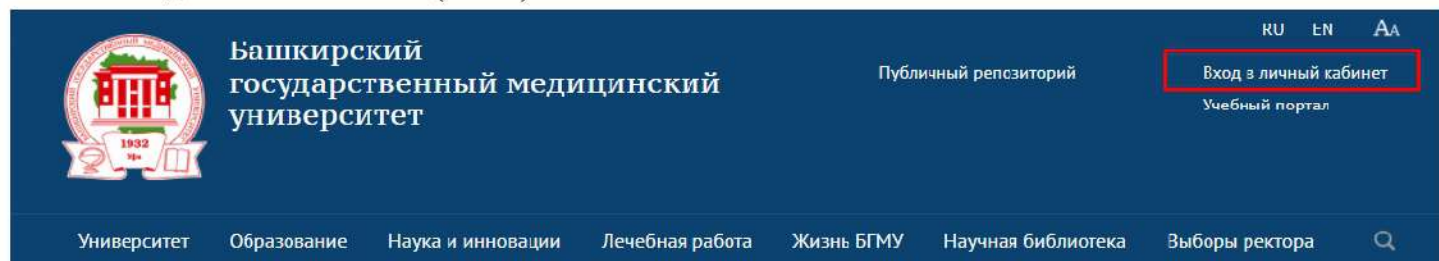 RU EN AA
Башкирский
государственный медицинский
университет
Публичный репозиторий
Вход в личный кабинет
Учебный портал
1932
Уфа
Университет Образование Наука и инновации Лечебная работа Жизнь БГМУ Научная библиотека Выборы ректора